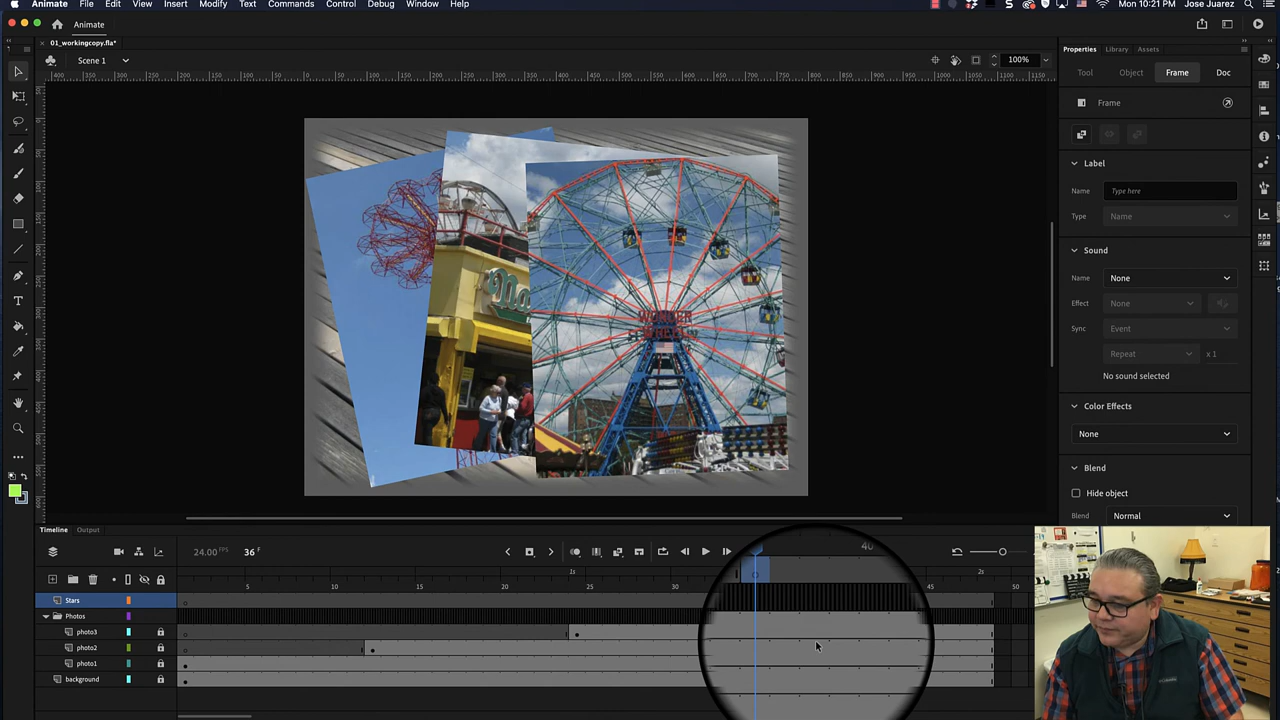 Animate File Edit View Insert Modify Text Commands Control Debug Window Help Mon 10:21 PM Jose Juarez
Animate
01_workingcopy.fla*
Scene 1 100%
Properties Library Assets
Tool Object Frame Doc
Frame
Label
Name Type here
Type Name
Sound
Name None
Effect None
Sync Event
Repeat x 1
No sound selected
Color Effects
None
Blend
Hide object
Blend Normal
WONDER
Timeline Output
24.00 FPS 36 F
1s 40 2s
5 10 15 20 25 30 45 50
Stars
Photos
photo3
photo2
photo1
background